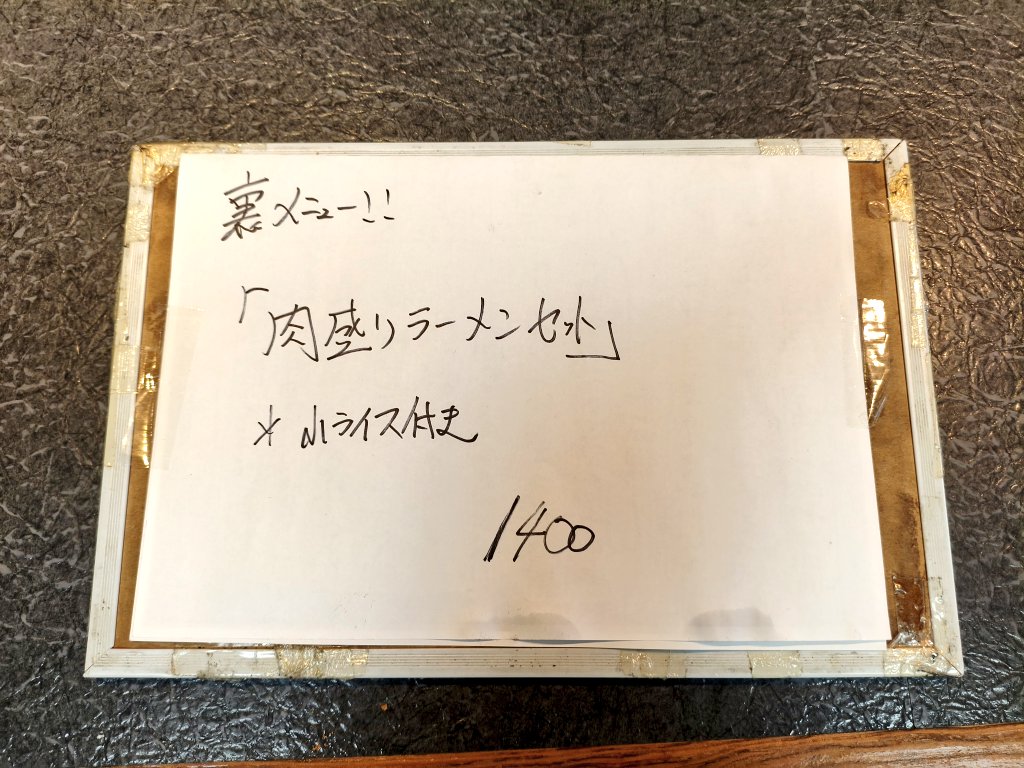 裏メニュー!!
「肉盛りラーメンセット」
* 小ライス付き
1400